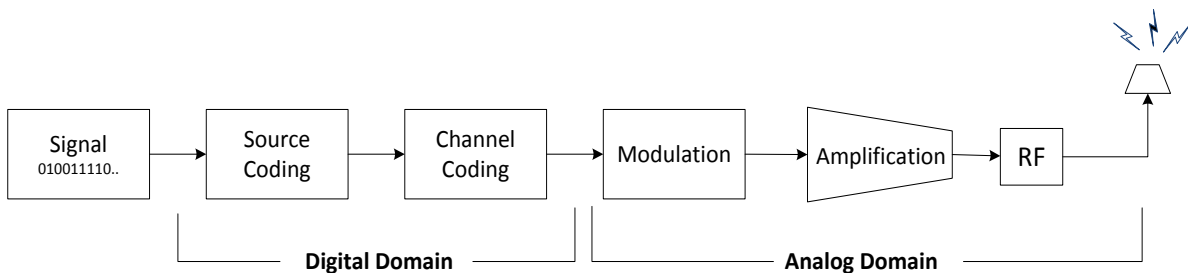 Signal
010011110..
Source
Coding
Channel
Coding
Modulation
Amplification
RF
Digital Domain
Analog Domain